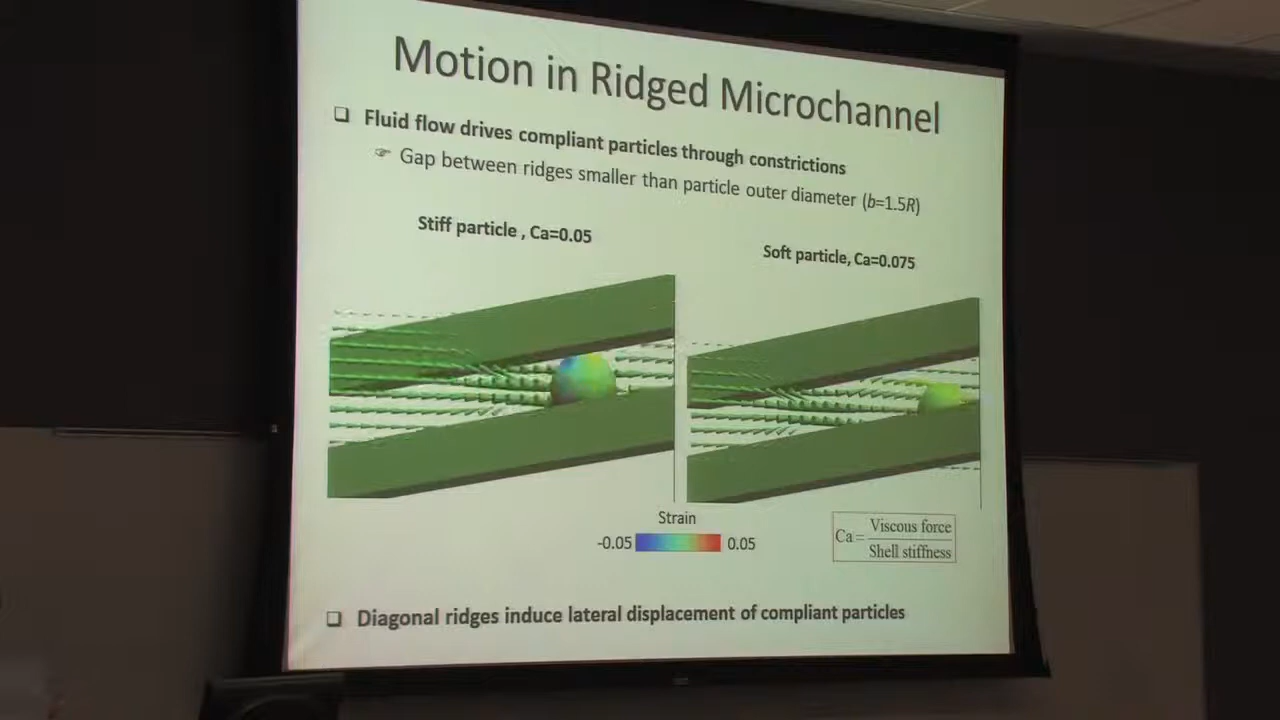 Motion in Ridged Microchannel
❑ Fluid flow drives compliant particles through constrictions
☞ Gap between ridges smaller than particle outer diameter (b=1.5R)
Stiff particle , Ca=0.05
Soft particle, Ca=0.075
Strain
-0.05 0.05
Ca = Viscous force / Shell stiffness
❑ Diagonal ridges induce lateral displacement of compliant particles